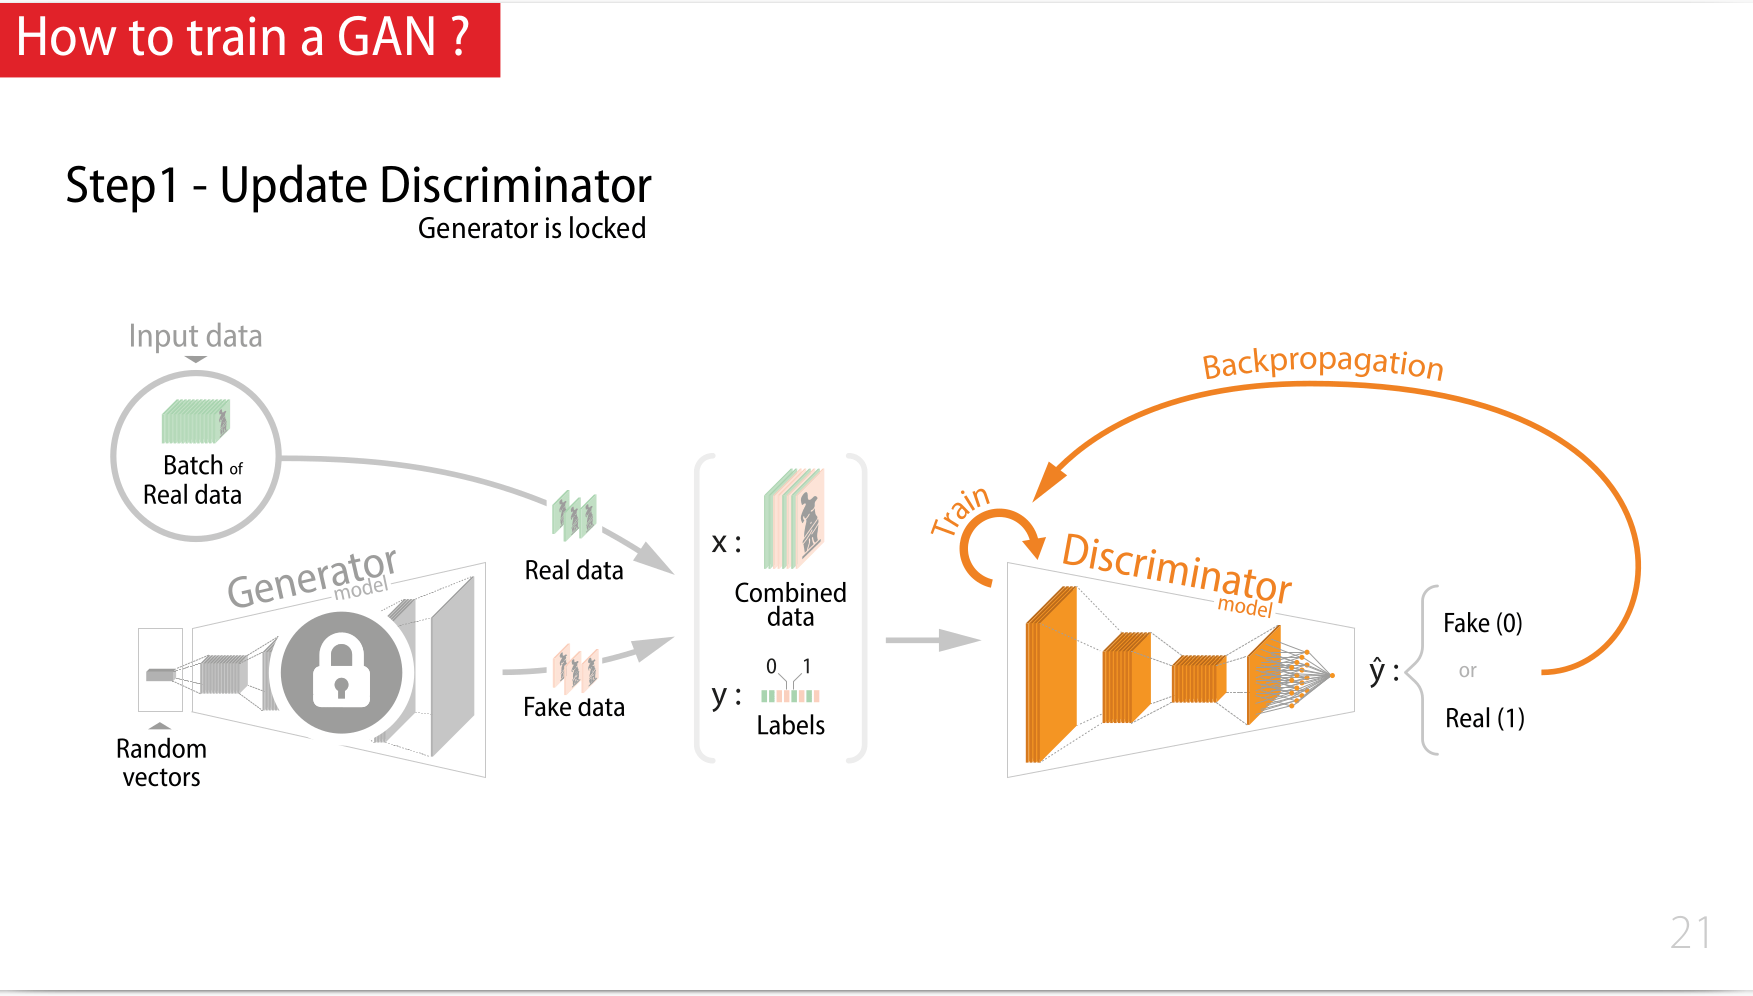 How to train a GAN ?
Step1 - Update Discriminator
Generator is locked
Input data
Batch of
Real data
Generator
model
Random
vectors
Real data
Fake data
x :
Combined
data
0 1
y :
Labels
Train
Backpropagation
Discriminator
model
ŷ :
Fake (0)
or
Real (1)
21